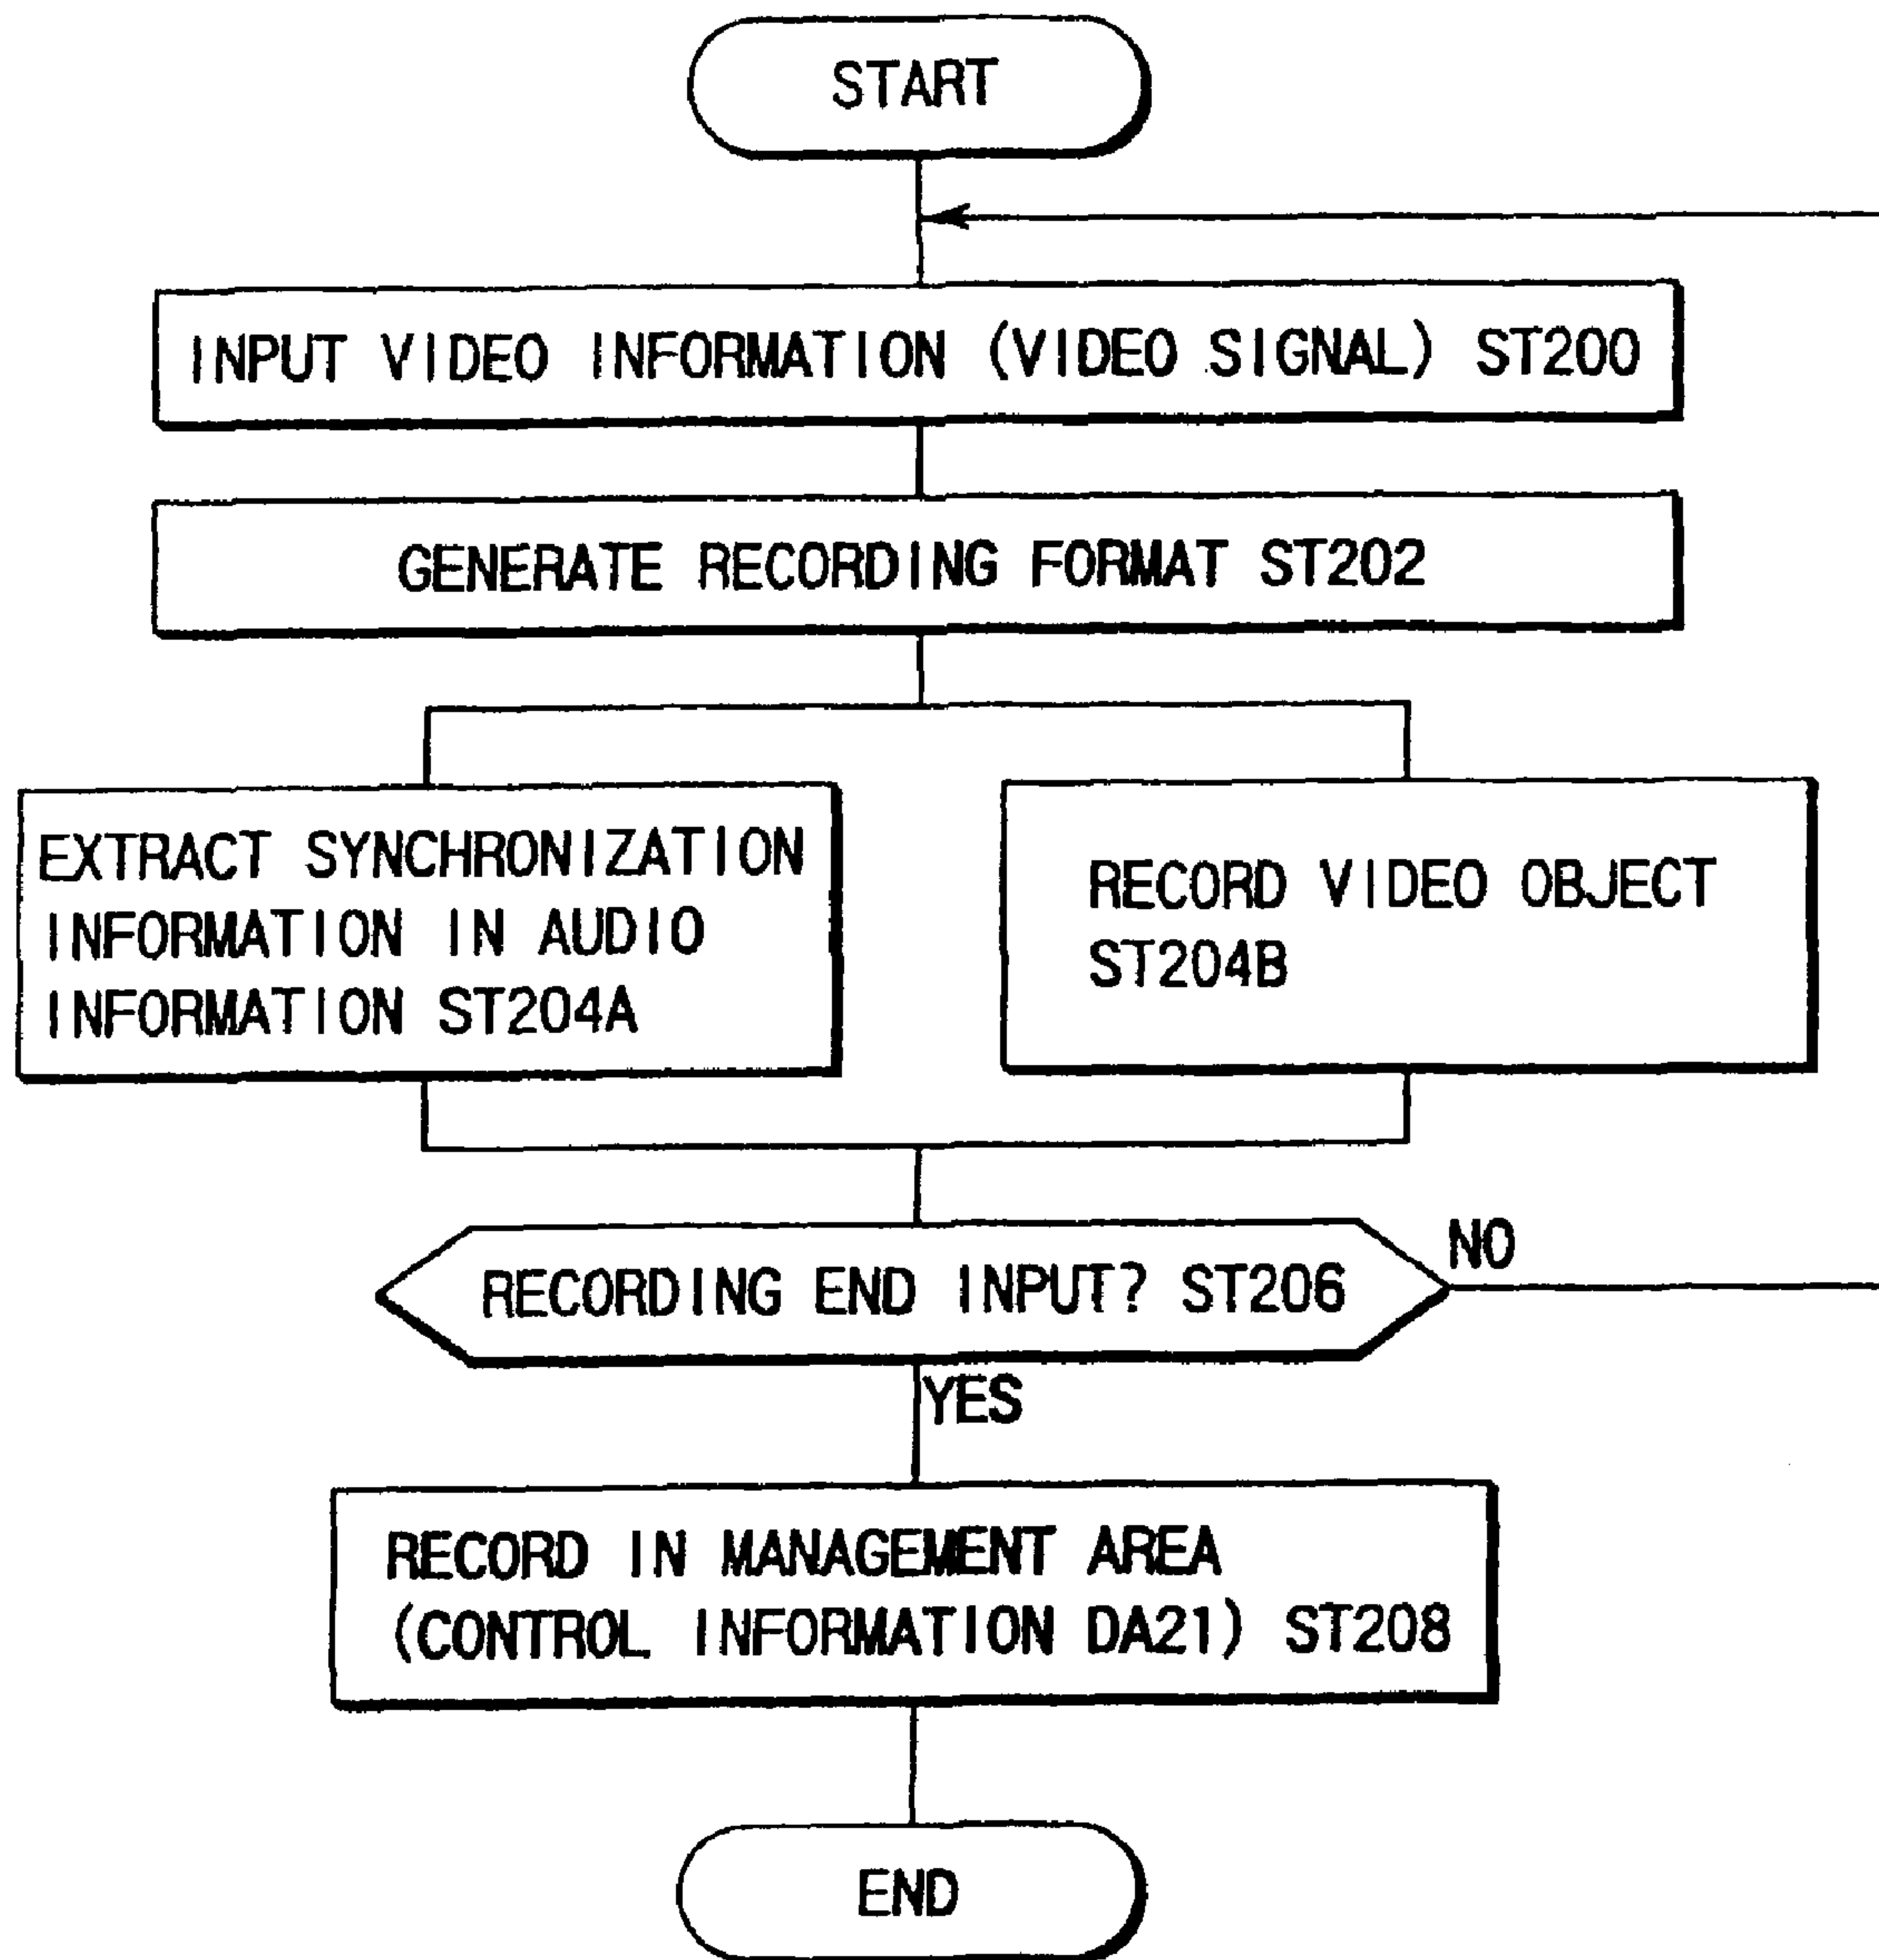 START
INPUT VIDEO INFORMATION (VIDEO SIGNAL) ST200
GENERATE RECORDING FORMAT ST202
EXTRACT SYNCHRONIZATION
INFORMATION IN AUDIO
INFORMATION ST204A
RECORD VIDEO OBJECT
ST204B
RECORDING END INPUT? ST206
NO
YES
RECORD IN MANAGEMENT AREA
(CONTROL INFORMATION DA21) ST208
END